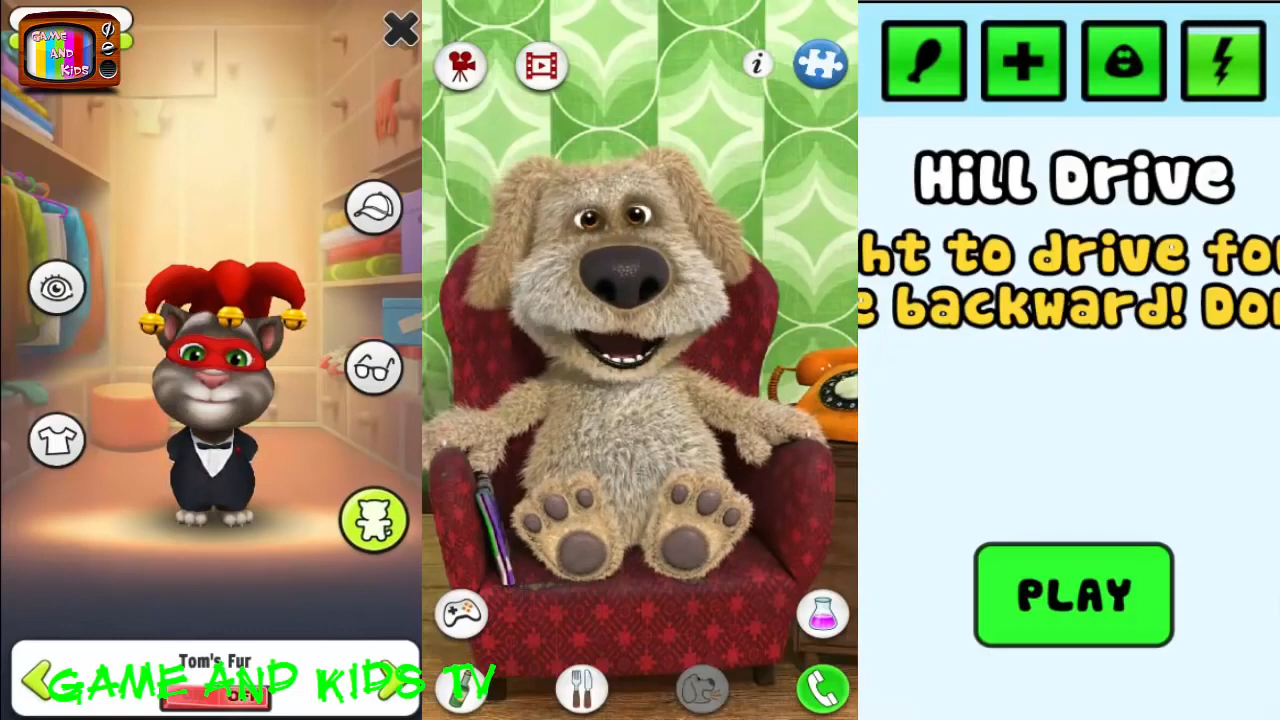 GAME
AND
KIDS
Tom's Fur
GAME AND KIDS TV
i
Hill Drive
ht to drive fo
e backward! Do
PLAY